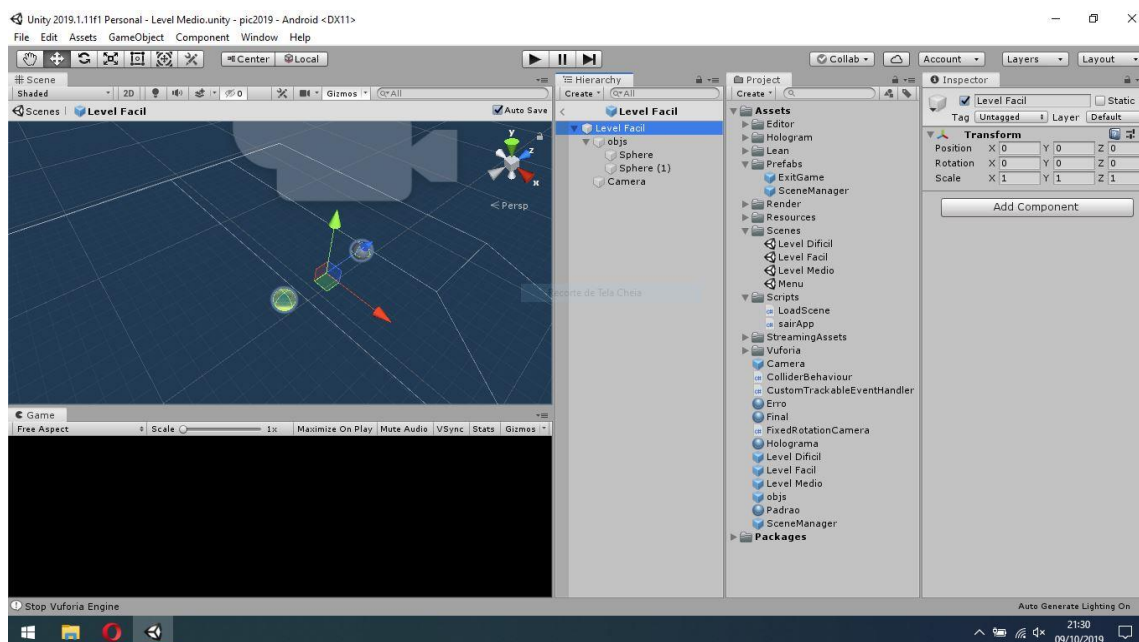 Unity 2019.1.11f1 Personal - Level Medio.unity - pic2019 - Android <DX11>
File Edit Assets GameObject Component Window Help
Center Local Collab Account Layers Layout
Scene
Shaded 2D 0 Gizmos All
Scenes Level Facil Auto Save
y
z
x
Persp
Game
Free Aspect Scale 1x Maximize On Play Mute Audio VSync Stats Gizmos
Hierarchy
Create All
Level Facil
Level Facil
objs
Sphere
Sphere (1)
Camera
Recorte de Tela Cheia
Project
Create
Assets
Editor
Hologram
Lean
Prefabs
ExitGame
SceneManager
Render
Resources
Scenes
Level Dificil
Level Facil
Level Medio
Menu
Scripts
LoadScene
sairApp
StreamingAssets
Vuforia
Camera
ColliderBehaviour
CustomTrackableEventHandler
Erro
Final
FixedRotationCamera
Holograma
Level Dificil
Level Facil
Level Medio
objs
Padrao
SceneManager
Packages
Inspector
Level Facil Static
Tag Untagged Layer Default
Transform
Position X 0 Y 0 Z 0
Rotation X 0 Y 0 Z 0
Scale X 1 Y 1 Z 1
Add Component
Stop Vuforia Engine
Auto Generate Lighting On
21:30
09/10/2019